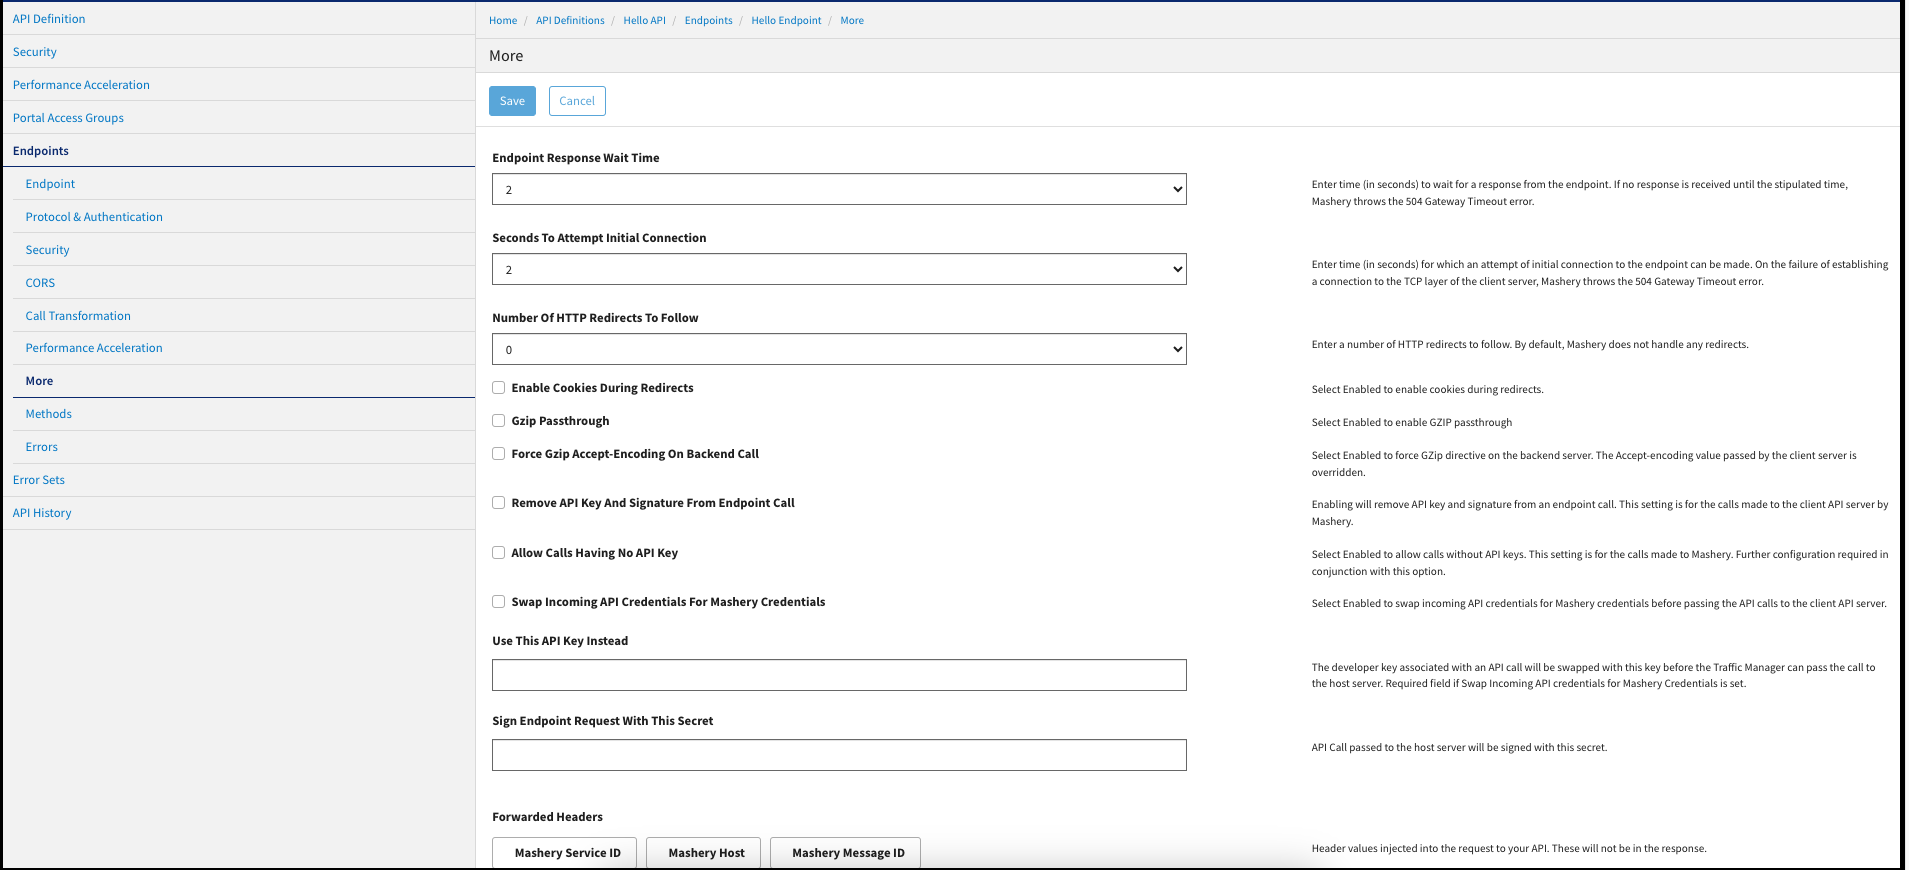 API Definition
Security
Performance Acceleration
Portal Access Groups
Endpoints
Endpoint
Protocol & Authentication
Security
CORS
Call Transformation
Performance Acceleration
More
Methods
Errors
Error Sets
API History
Home / API Definitions / Hello API / Endpoints / Hello Endpoint / More
More
Save Cancel
Endpoint Response Wait Time
2
Enter time (in seconds) to wait for a response from the endpoint. If no response is received until the stipulated time,
Mashery throws the 504 Gateway Timeout error.
Seconds To Attempt Initial Connection
2
Enter time (in seconds) for which an attempt of initial connection to the endpoint can be made. On the failure of establishing
a connection to the TCP layer of the client server, Mashery throws the 504 Gateway Timeout error.
Number Of HTTP Redirects To Follow
0
Enter a number of HTTP redirects to follow. By default, Mashery does not handle any redirects.
Enable Cookies During Redirects
Select Enabled to enable cookies during redirects.
Gzip Passthrough
Select Enabled to enable GZIP passthrough
Force Gzip Accept-Encoding On Backend Call
Select Enabled to force GZip directive on the backend server. The Accept-encoding value passed by the client server is
overridden.
Remove API Key And Signature From Endpoint Call
Enabling will remove API key and signature from an endpoint call. This setting is for the calls made to the client API server by
Mashery.
Allow Calls Having No API Key
Select Enabled to allow calls without API keys. This setting is for the calls made to Mashery. Further configuration required in
conjunction with this option.
Swap Incoming API Credentials For Mashery Credentials
Select Enabled to swap incoming API credentials for Mashery credentials before passing the API calls to the client API server.
Use This API Key Instead
The developer key associated with an API call will be swapped with this key before the Traffic Manager can pass the call to
the host server. Required field if Swap Incoming API credentials for Mashery Credentials is set.
Sign Endpoint Request With This Secret
API Call passed to the host server will be signed with this secret.
Forwarded Headers
Mashery Service ID Mashery Host Mashery Message ID
Header values injected into the request to your API. These will not be in the response.